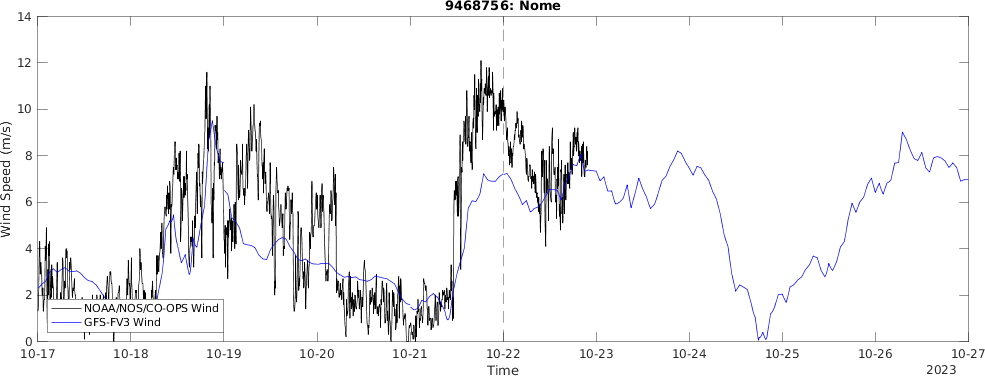 9468756: Nome
Wind Speed (m/s)
14
12
10
8
6
4
2
0
NOAA/NOS/CO-OPS Wind
GFS-FV3 Wind
10-17 10-18 10-19 10-20 10-21 10-22 10-23 10-24 10-25 10-26 10-27
Time
2023